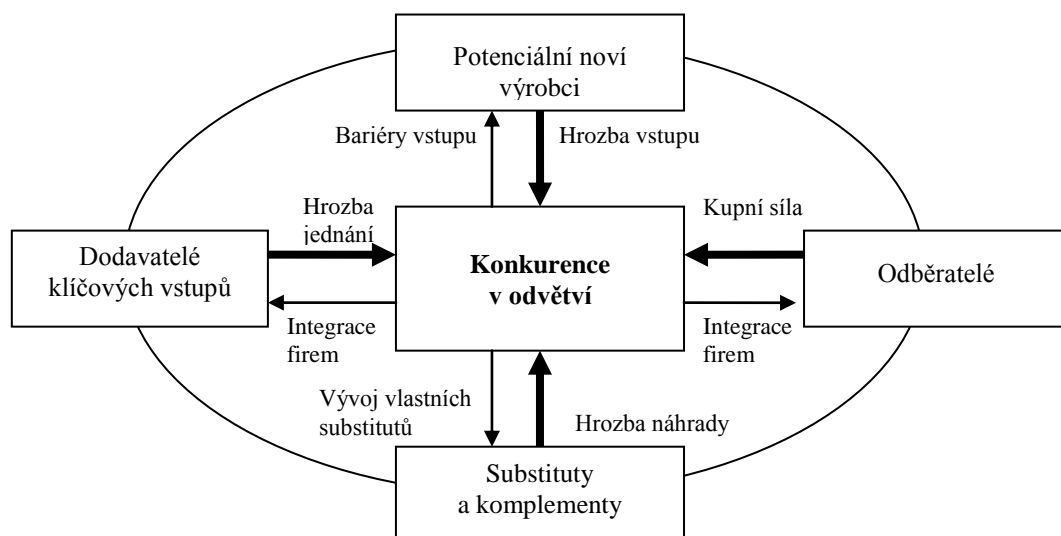 Potenciální noví
výrobci
Bariéry vstupu
Hrozba vstupu
Hrozba
jednání
Kupní síla
Dodavatelé
klíčových vstupů
Konkurence
v odvětví
Odběratelé
Integrace
firem
Integrace
firem
Vývoj vlastních
substitutů
Hrozba náhrady
Substituty
a komplementy